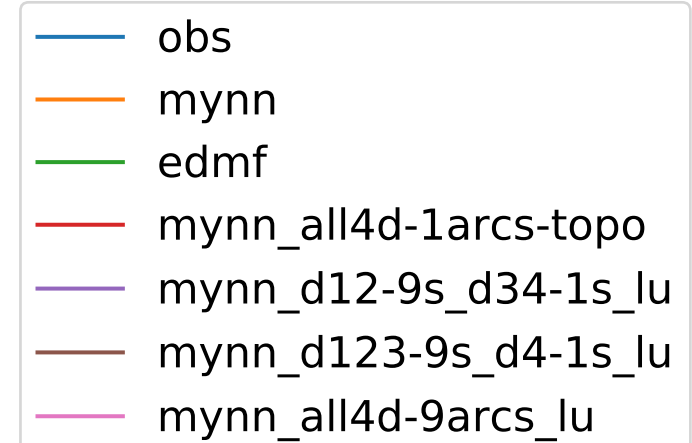 obs
mynn
edmf
mynn_all4d-1arcs-topo
mynn_d12-9s_d34-1s_lu
mynn_d123-9s_d4-1s_lu
mynn_all4d-9arcs_lu